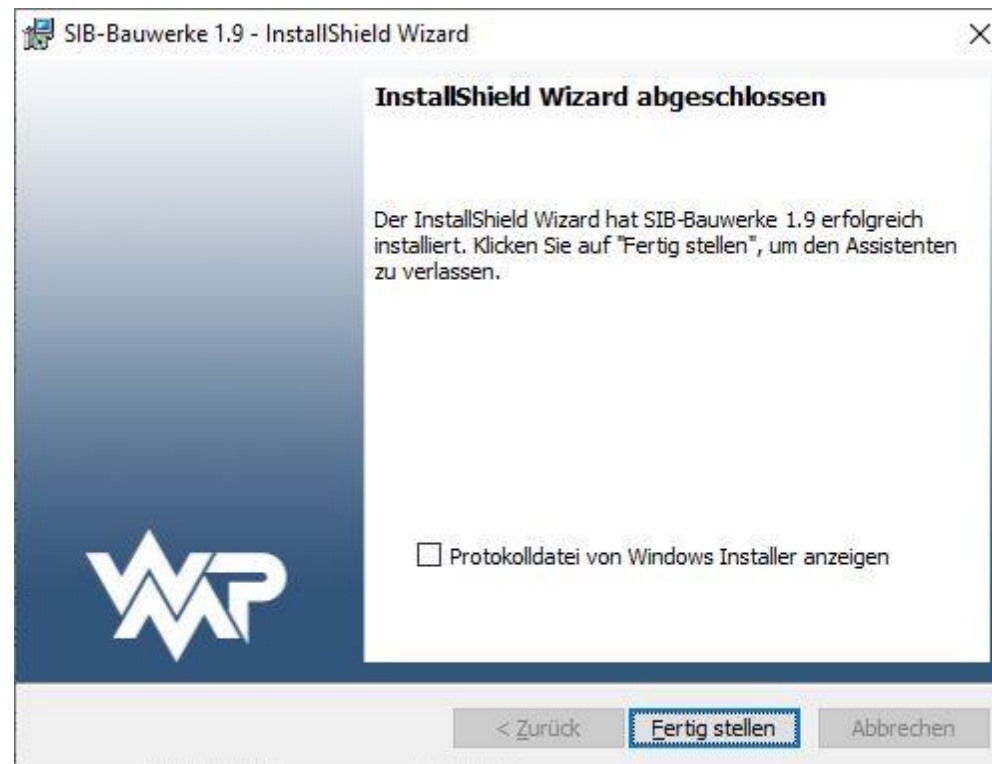 SIB-Bauwerke 1.9 - InstallShield Wizard
InstallShield Wizard abgeschlossen
Der InstallShield Wizard hat SIB-Bauwerke 1.9 erfolgreich
installiert. Klicken Sie auf "Fertig stellen", um den Assistenten
zu verlassen.
Protokolldatei von Windows Installer anzeigen
WMP
< Zurück
Fertig stellen
Abbrechen